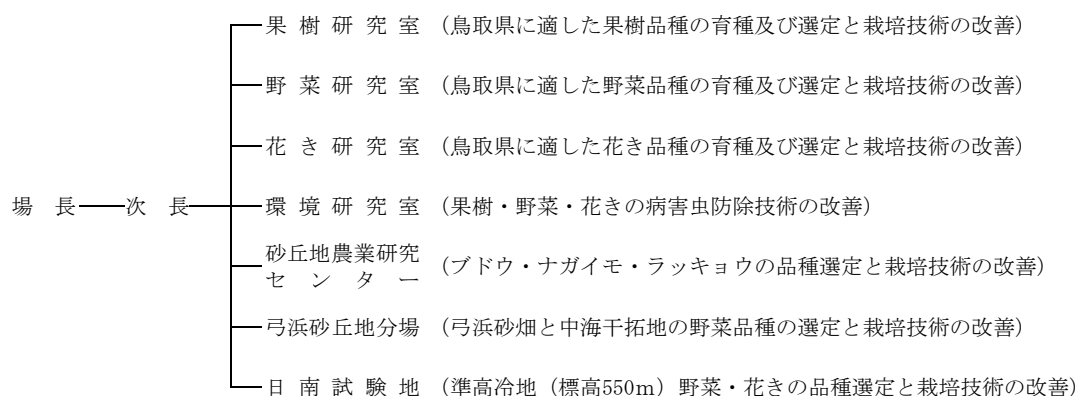 果樹研究室 (鳥取県に適した果樹品種の育種及び選定と栽培技術の改善)
野菜研究室 (鳥取県に適した野菜品種の育種及び選定と栽培技術の改善)
花き研究室 (鳥取県に適した花き品種の育種及び選定と栽培技術の改善)
場長 次長 環境研究室 (果樹・野菜・花きの病害虫防除技術の改善)
砂丘地農業研究
センター (ブドウ・ナガイモ・ラッキョウの品種選定と栽培技術の改善)
弓浜砂丘地分場 (弓浜砂畑と中海干拓地の野菜品種の選定と栽培技術の改善)
日南試験地 (準高冷地(標高550m)野菜・花きの品種選定と栽培技術の改善)